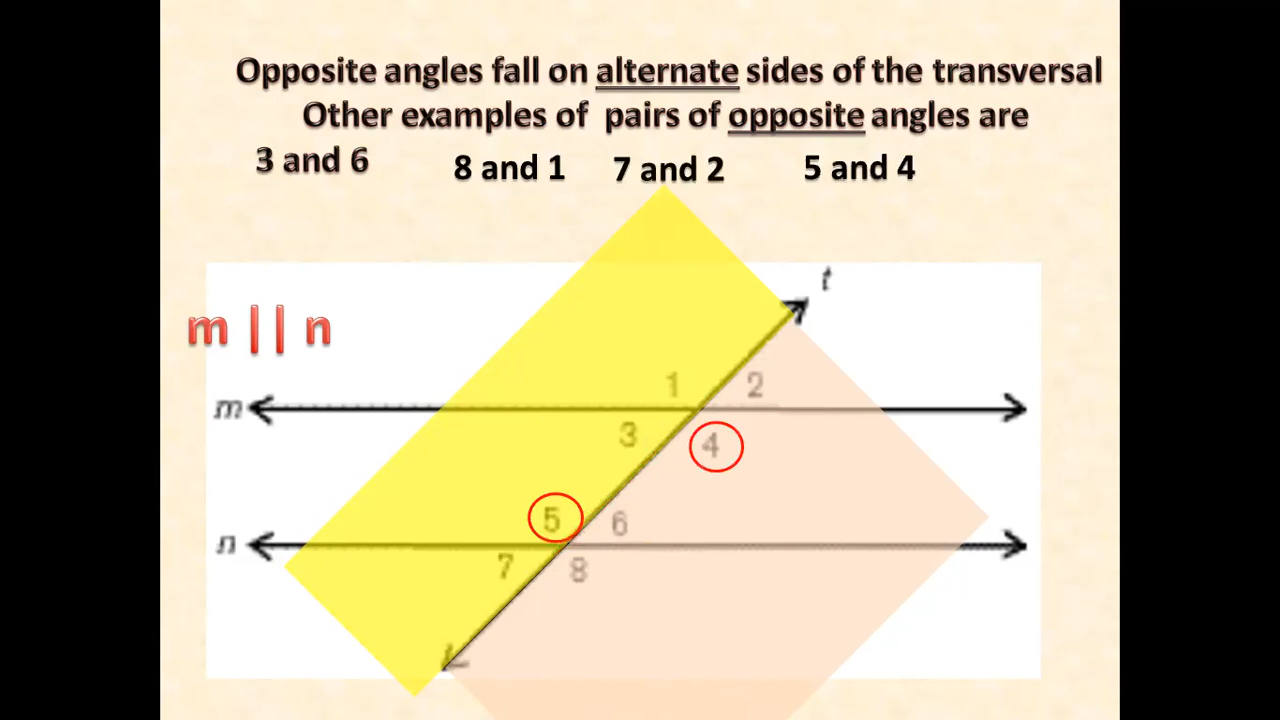 Opposite angles fall on alternate sides of the transversal
Other examples of pairs of opposite angles are
3 and 6 8 and 1 7 and 2 5 and 4
t
m || n
1 2
m
3 4
5 6
n
7 8